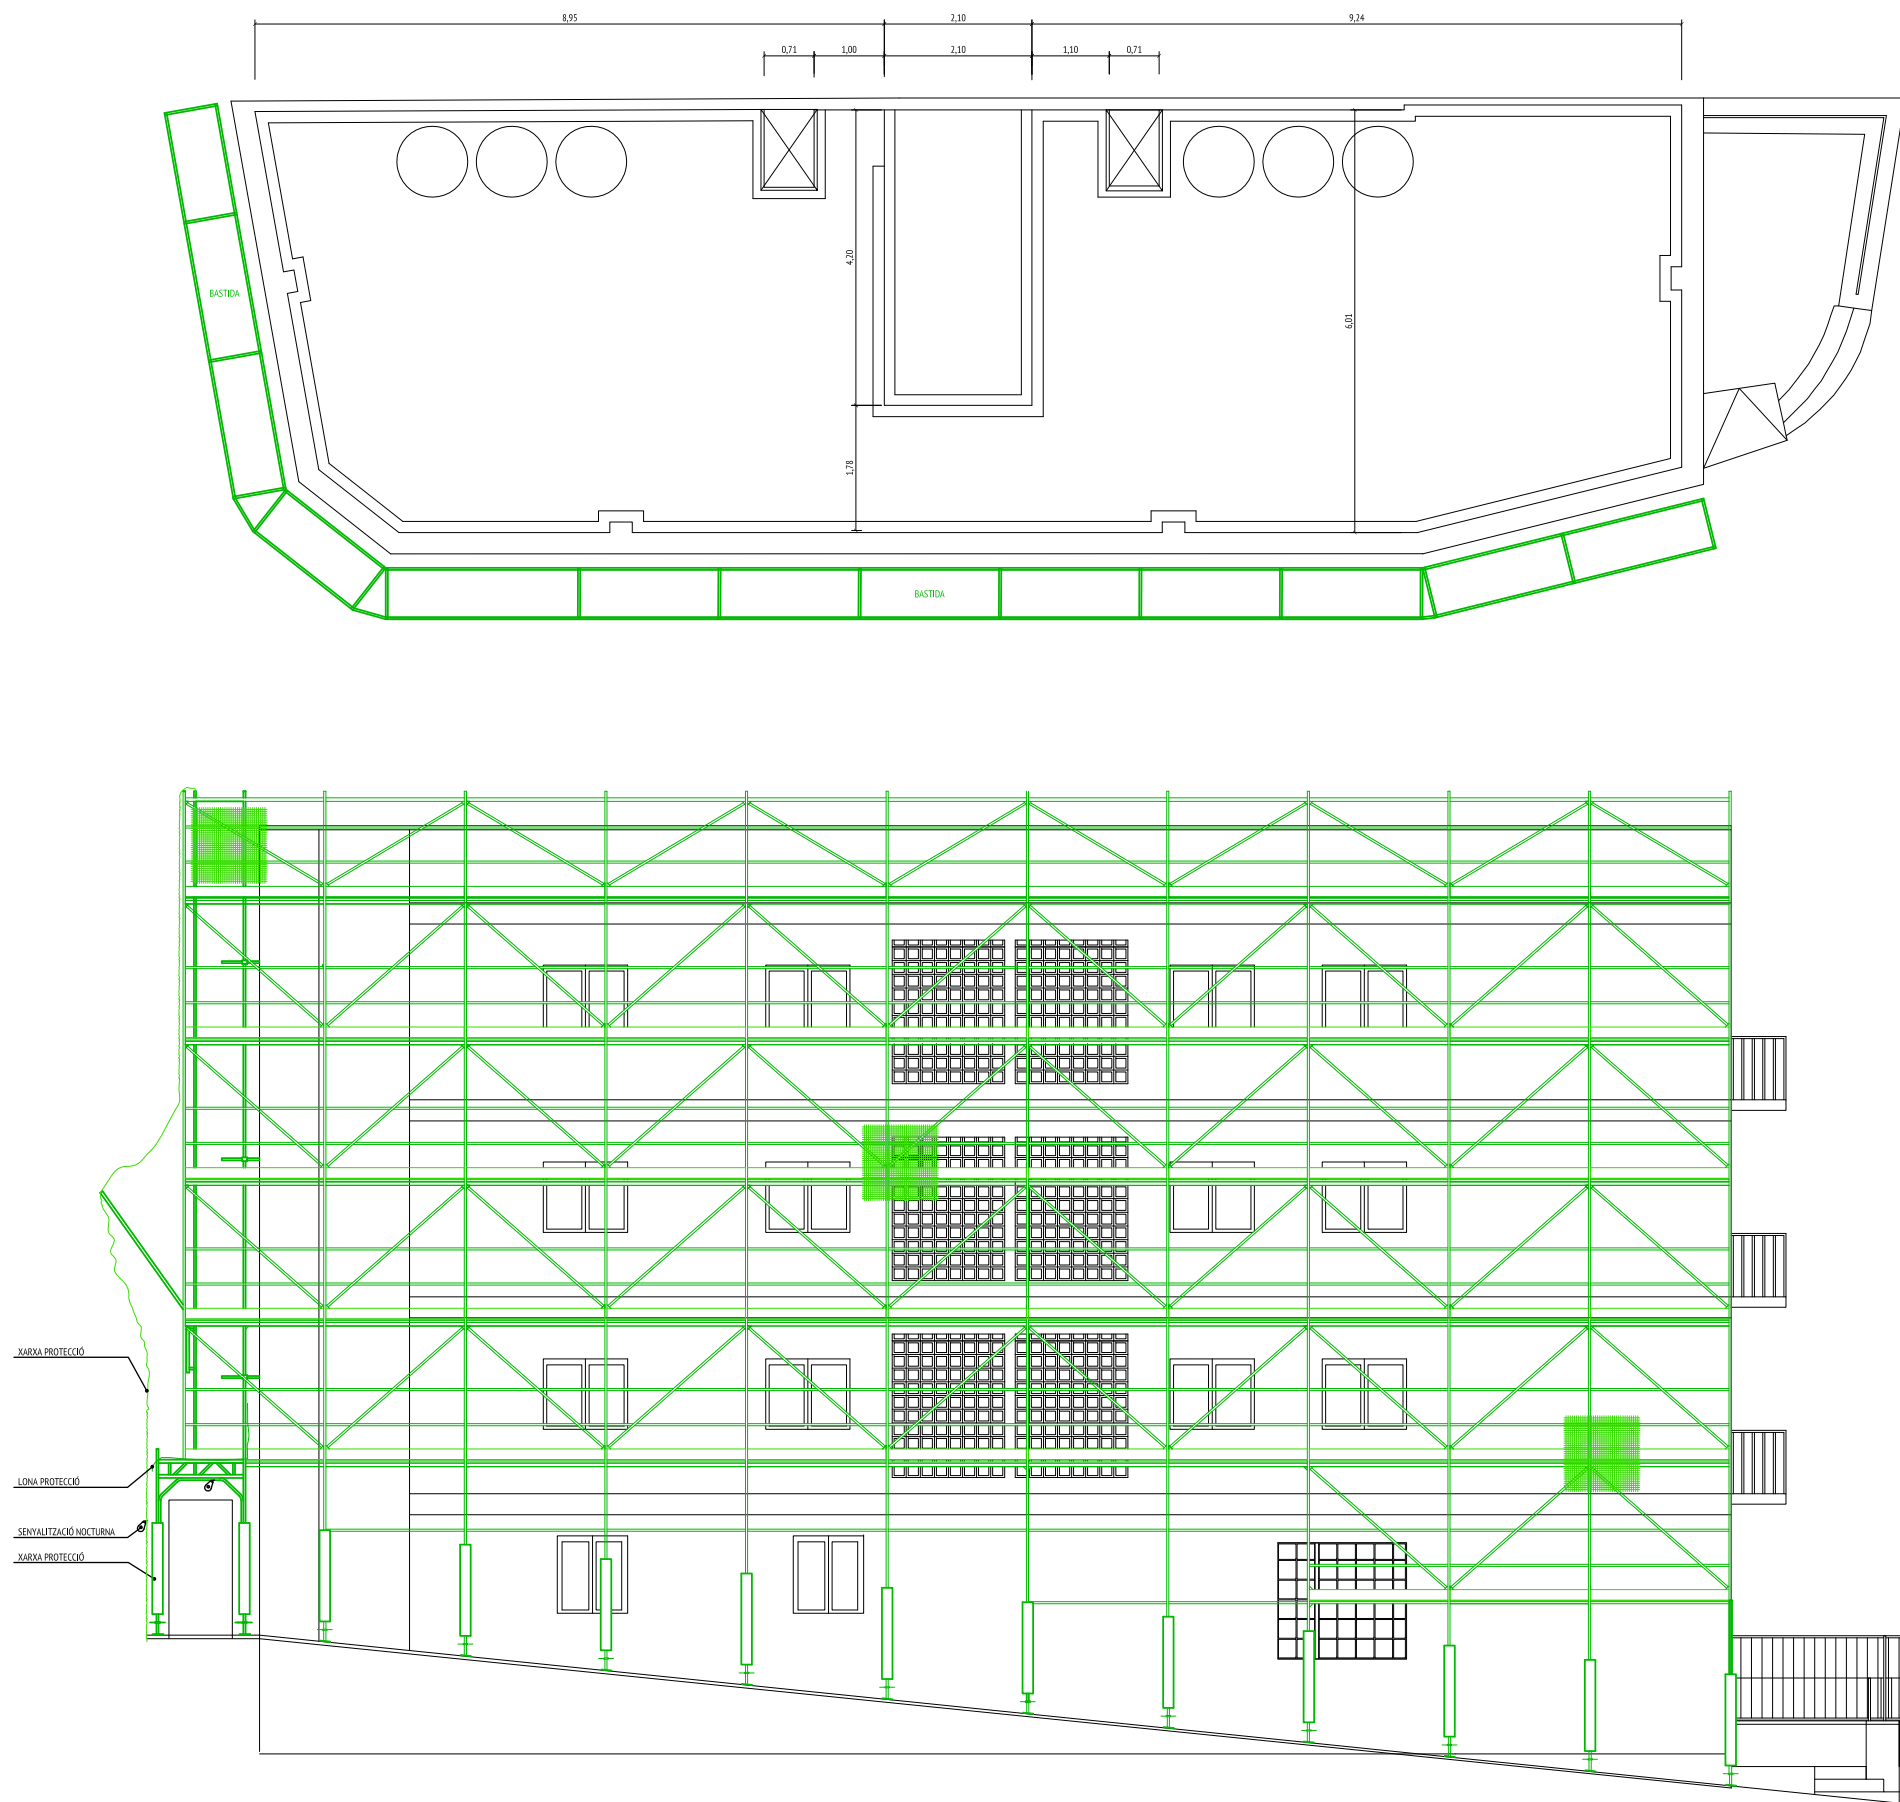 8,95 2,10 9,24
0,71 1,00 2,10 1,10 0,71
4,20
BASTIDA
6,01
1,78
BASTIDA
XARXA PROTECCIÓ
LONA PROTECCIÓ
SENYALITZACIÓ NOCTURNA
XARXA PROTECCIÓ